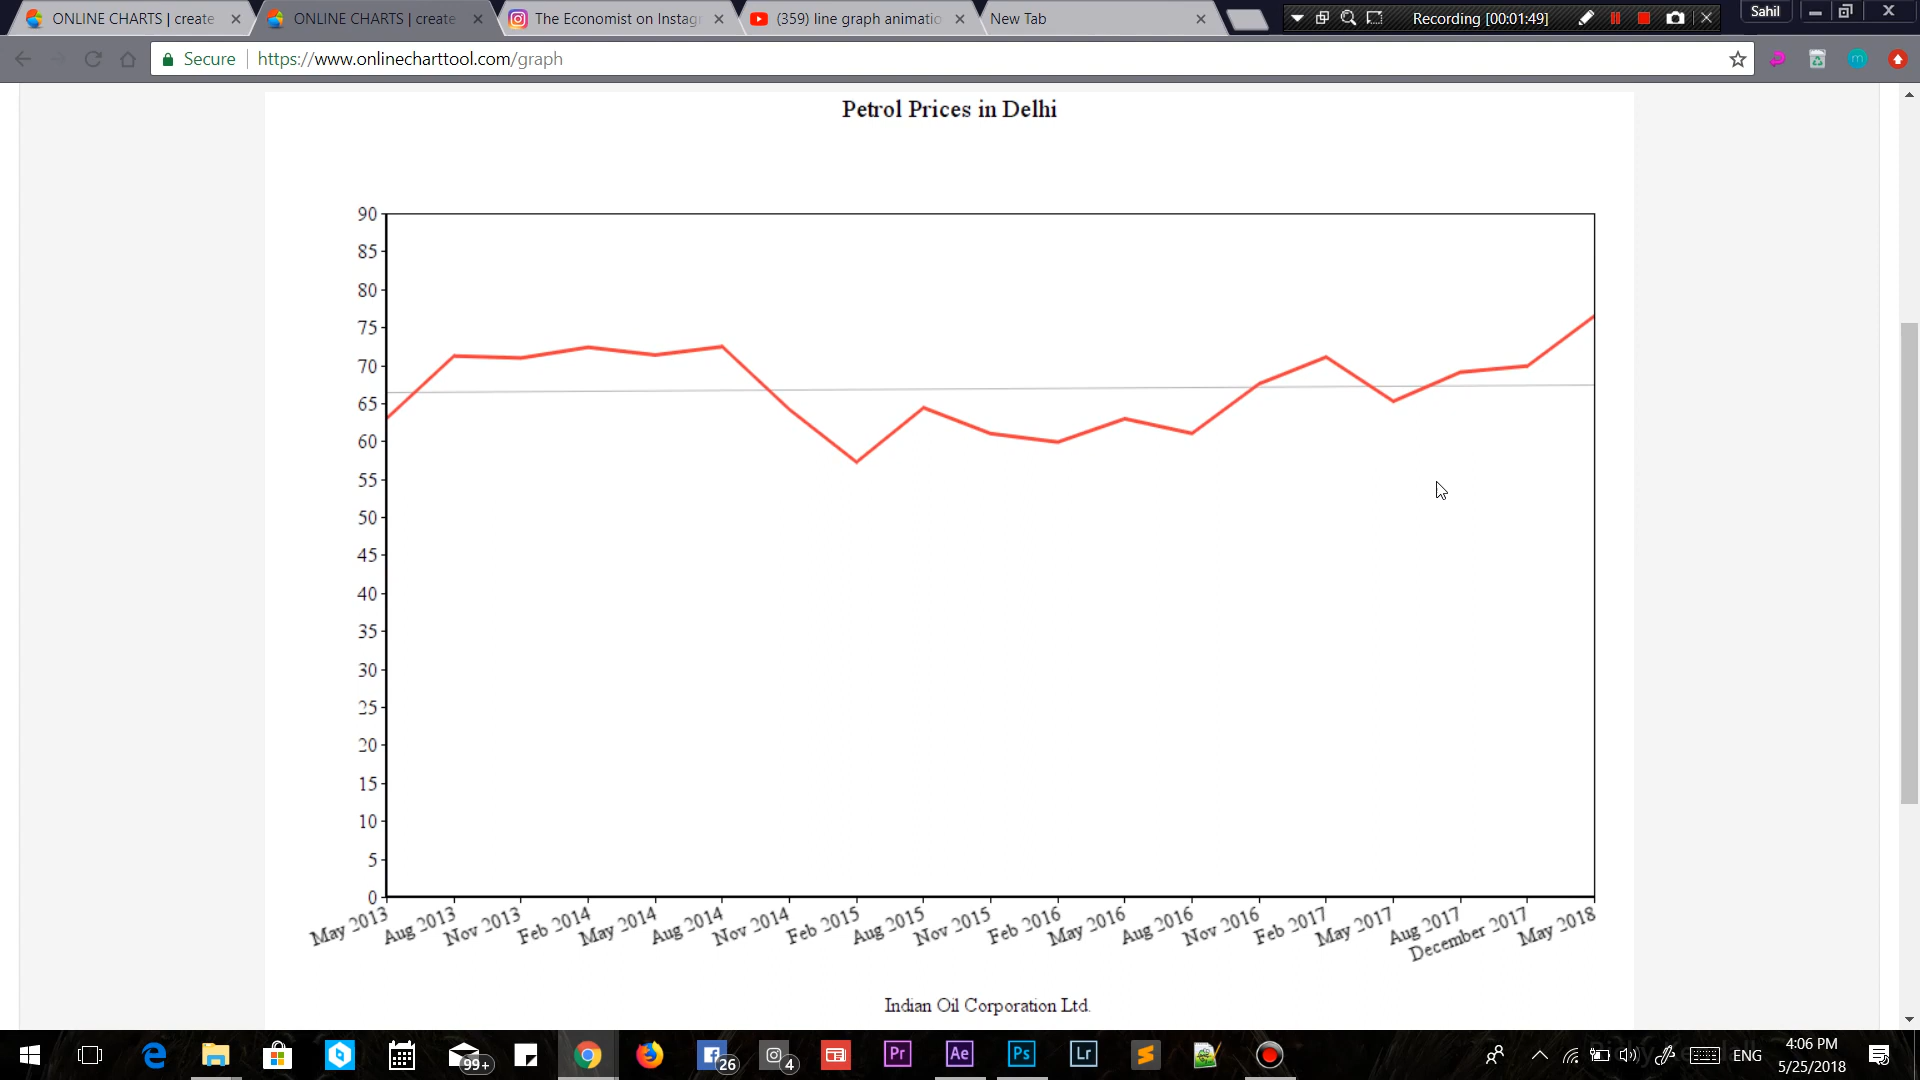 ONLINE CHARTS | create
ONLINE CHARTS | create
The Economist on Instagr
(359) line graph animatio
New Tab
Recording [00:01:49]
Sahil
Secure
https://www.onlinecharttool.com/graph
Petrol Prices in Delhi
90
85
80
75
70
65
60
55
50
45
40
35
30
25
20
15
10
5
0
May 2013
Aug 2013
Nov 2013
Feb 2014
May 2014
Aug 2014
Nov 2014
Feb 2015
Aug 2015
Nov 2015
Feb 2016
May 2016
Aug 2016
Nov 2016
Feb 2017
May 2017
Aug 2017
December 2017
May 2018
Indian Oil Corporation Ltd.
99+
26
4
Pr
Ae
Ps
Lr
ENG
4:06 PM
5/25/2018